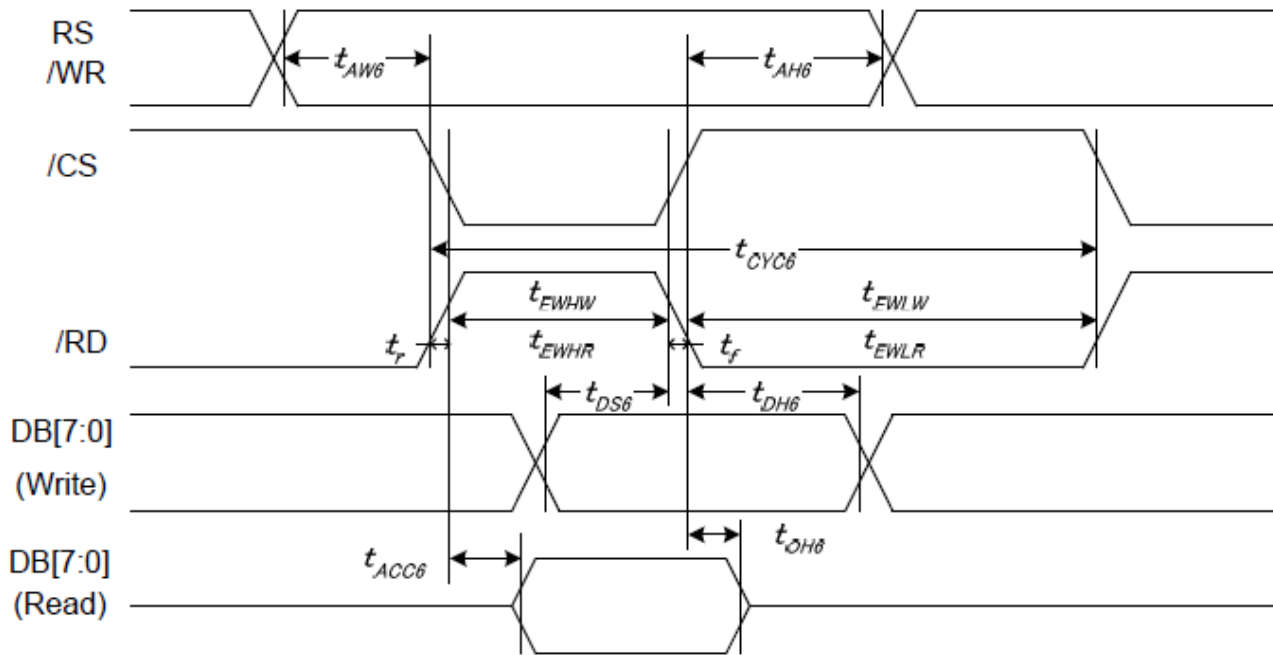 RS
/WR
tAW6
tAH6
/CS
tCYC6
tEWHW
tEWLW
/RD
tr
tEWHR
tf
tEWLR
tDS6
tDH6
DB[7:0]
(Write)
tOH6
DB[7:0]
tACC6
(Read)